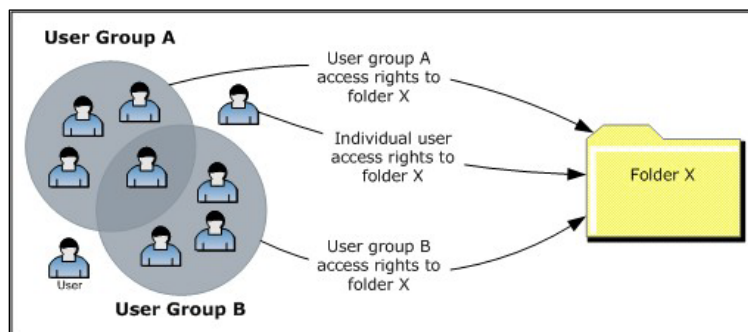 User Group A
User group A
access rights to
folder X
Individual user
access rights to
folder X
Folder X
User group B
access rights to
folder X
User
User Group B